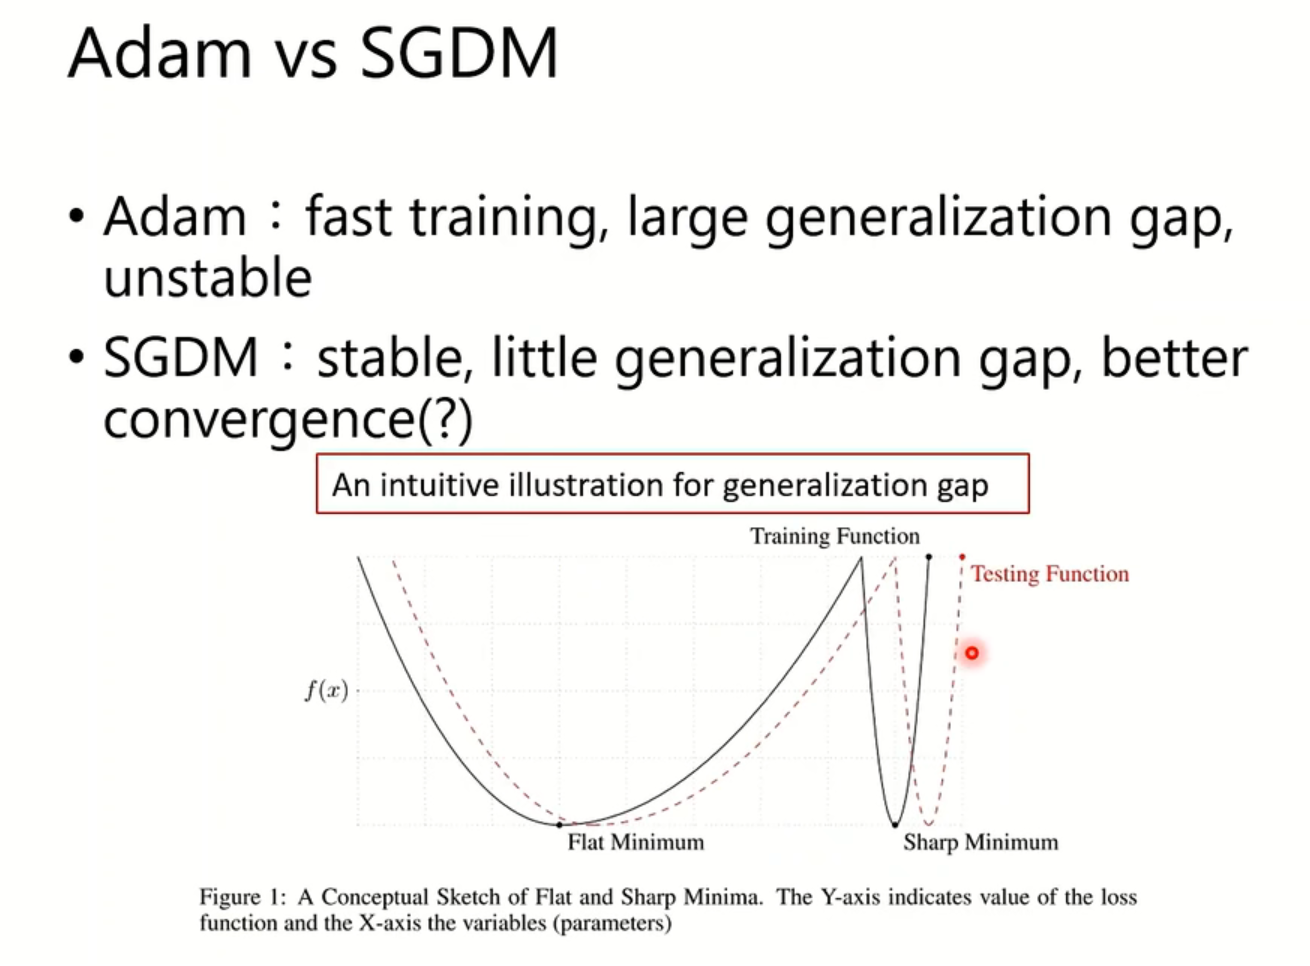 Adam vs SGDM
• Adam：fast training, large generalization gap,
unstable
• SGDM：stable, little generalization gap, better
convergence(?)
An intuitive illustration for generalization gap
Training Function
Testing Function
f(x)
Flat Minimum
Sharp Minimum
Figure 1: A Conceptual Sketch of Flat and Sharp Minima. The Y-axis indicates value of the loss
function and the X-axis the variables (parameters)